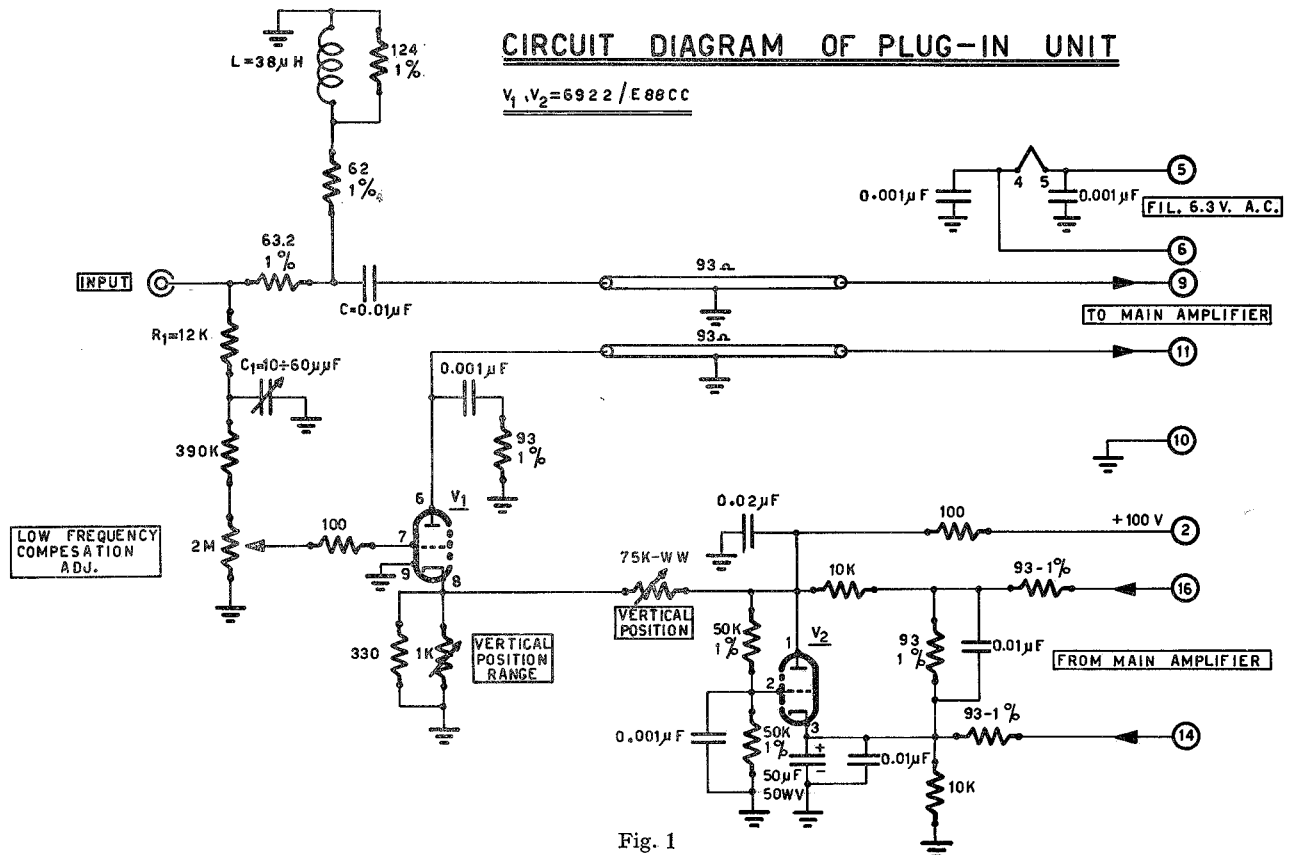 CIRCUIT DIAGRAM OF PLUG-IN UNIT
V1, V2=6922/E88CC
L=38µH
124
1%
62
1%
63.2
1%
INPUT
C=0.01µF
93Ω
0.001µF
4
5
0.001µF
5
FIL. 6.3V. A.C.
6
9
TO MAIN AMPLIFIER
R1=12K
93Ω
11
C1=10÷60µµF
0.001µF
390K
93
1%
10
LOW FREQUENCY
COMPESATION
ADJ.
2M
100
6
V1
7
9
8
0.02µF
100
+100 V
2
75K-WW
VERTICAL
POSITION
10K
93-1%
16
330
1K
VERTICAL
POSITION
RANGE
50K
1%
1
V2
2
3
93
1%
0.01µF
FROM MAIN AMPLIFIER
0.001µF
50K
1%
50µF
50WV
+
−
0.01µF
93-1%
14
10K
Fig. 1